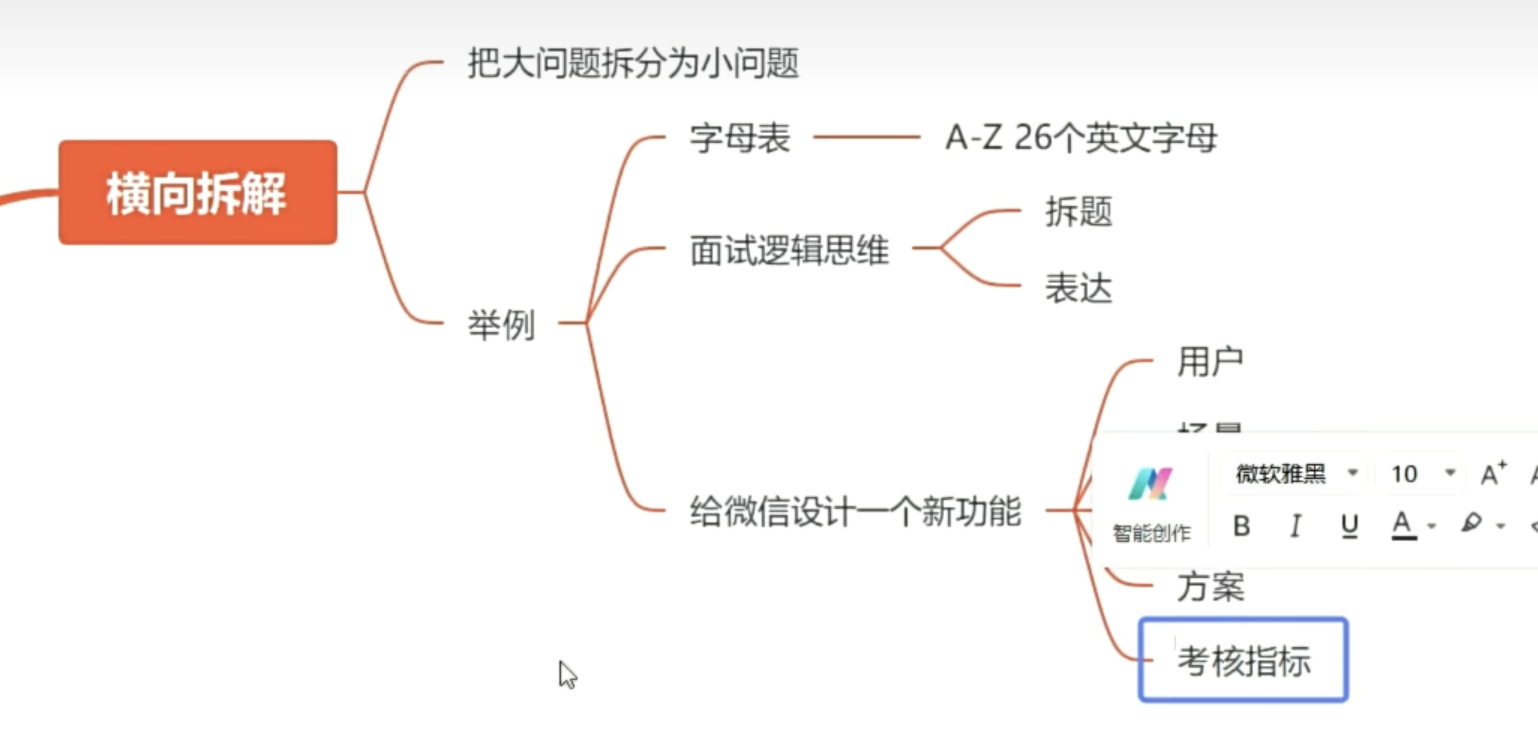 把大问题拆分为小问题
字母表
A-Z 26个英文字母
横向拆解
拆题
面试逻辑思维
表达
举例
用户
微软雅黑
10
A+
给微信设计一个新功能
智能创作
B
I
U
A
方案
考核指标